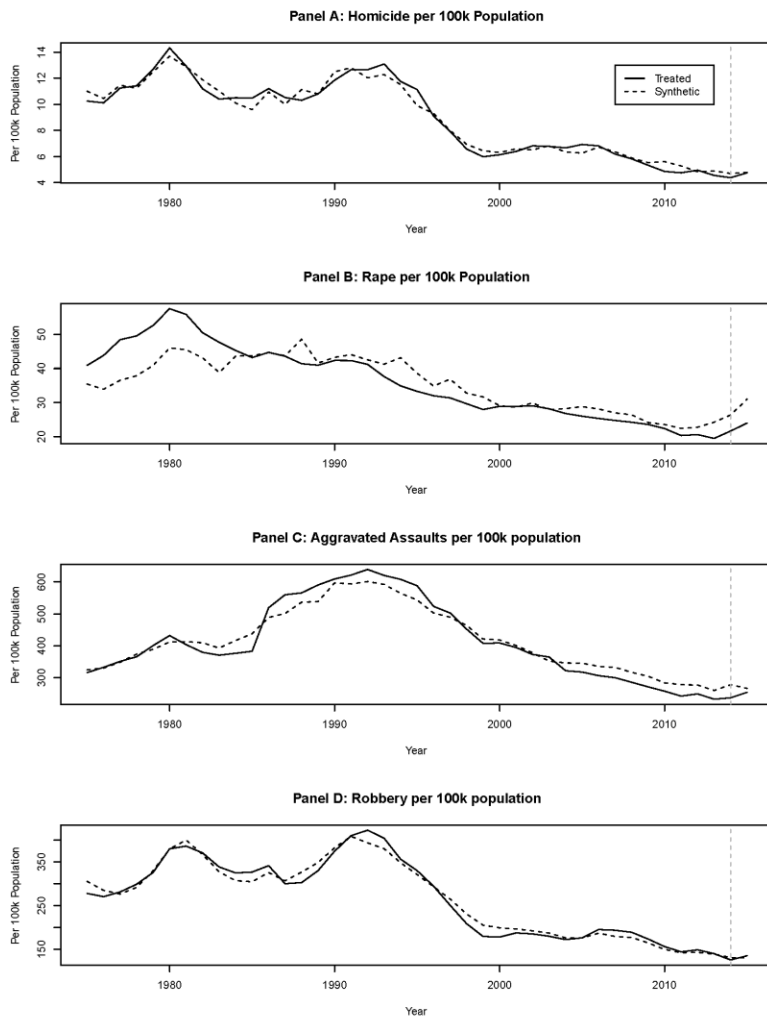 Panel A: Homicide per 100k Population
Per 100k Population
14
12
10
8
6
4
Treated
Synthetic
1980
1990
2000
2010
Year
Panel B: Rape per 100k Population
Per 100k Population
50
40
30
20
1980
1990
2000
2010
Year
Panel C: Aggravated Assaults per 100k population
Per 100k Population
600
500
400
300
1980
1990
2000
2010
Year
Panel D: Robbery per 100k population
Per 100k Population
350
250
150
1980
1990
2000
2010
Year